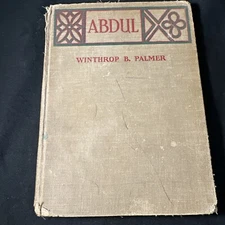 ABDUL
WINTHROP B. PALMER